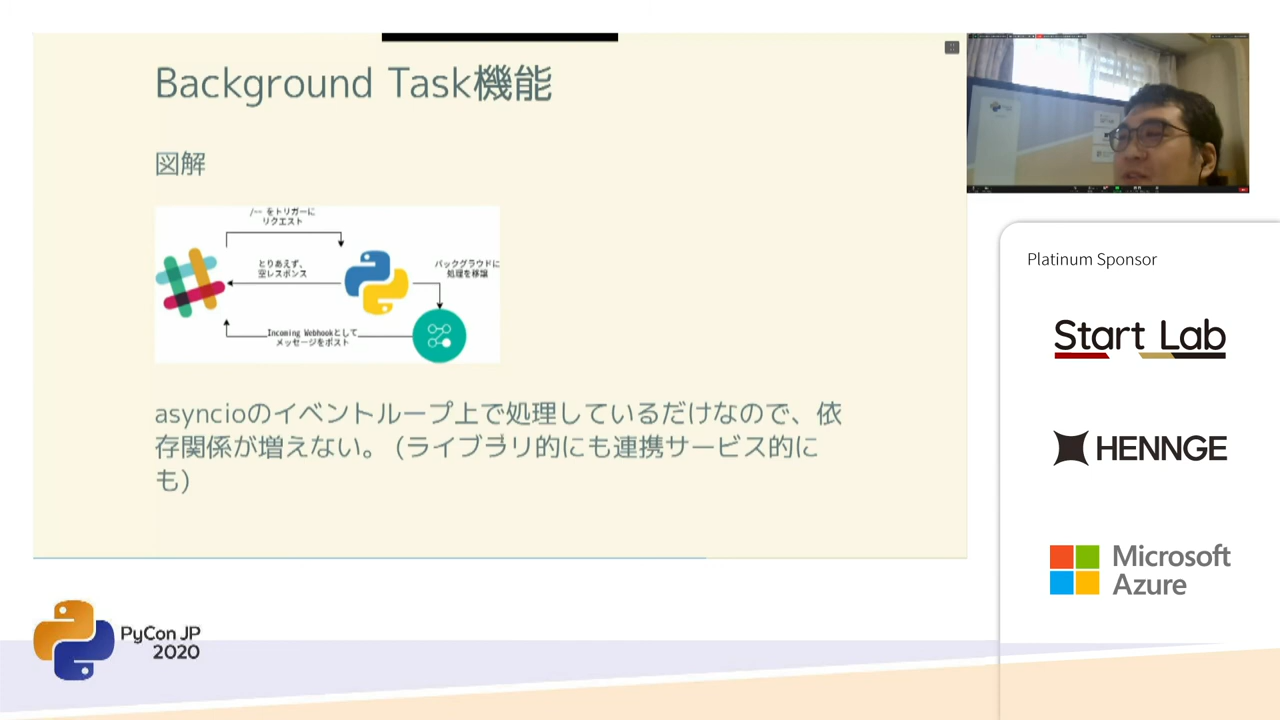 Background Task機能
図解
/~~ をトリガーに
リクエスト
とりあえず、
空レスポンス
バックグラウドに
処理を移譲
Incoming Webhookとして
メッセージをポスト
asyncioのイベントループ上で処理しているだけなので、依
存関係が増えない。 (ライブラリ的にも連携サービス的に
も)
Platinum Sponsor
Start Lab
HENNGE
Microsoft
Azure
PyCon JP
2020